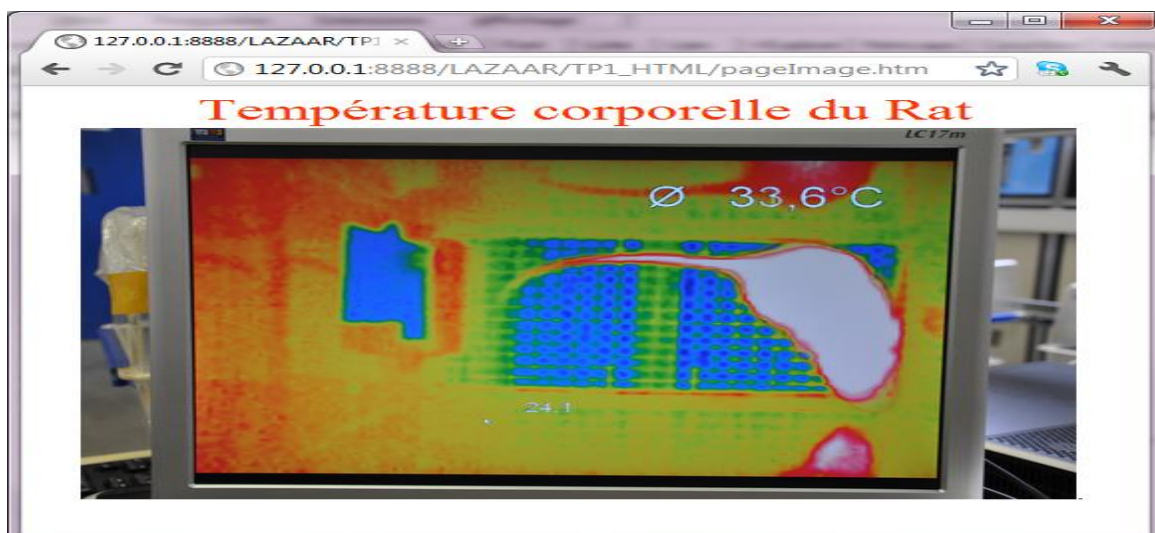 127.0.0.1:8888/LAZAAR/TP1
127.0.0.1:8888/LAZAAR/TP1_HTML/pageImage.htm
Température corporelle du Rat
LC17m
Ø 33,6°C
24.1